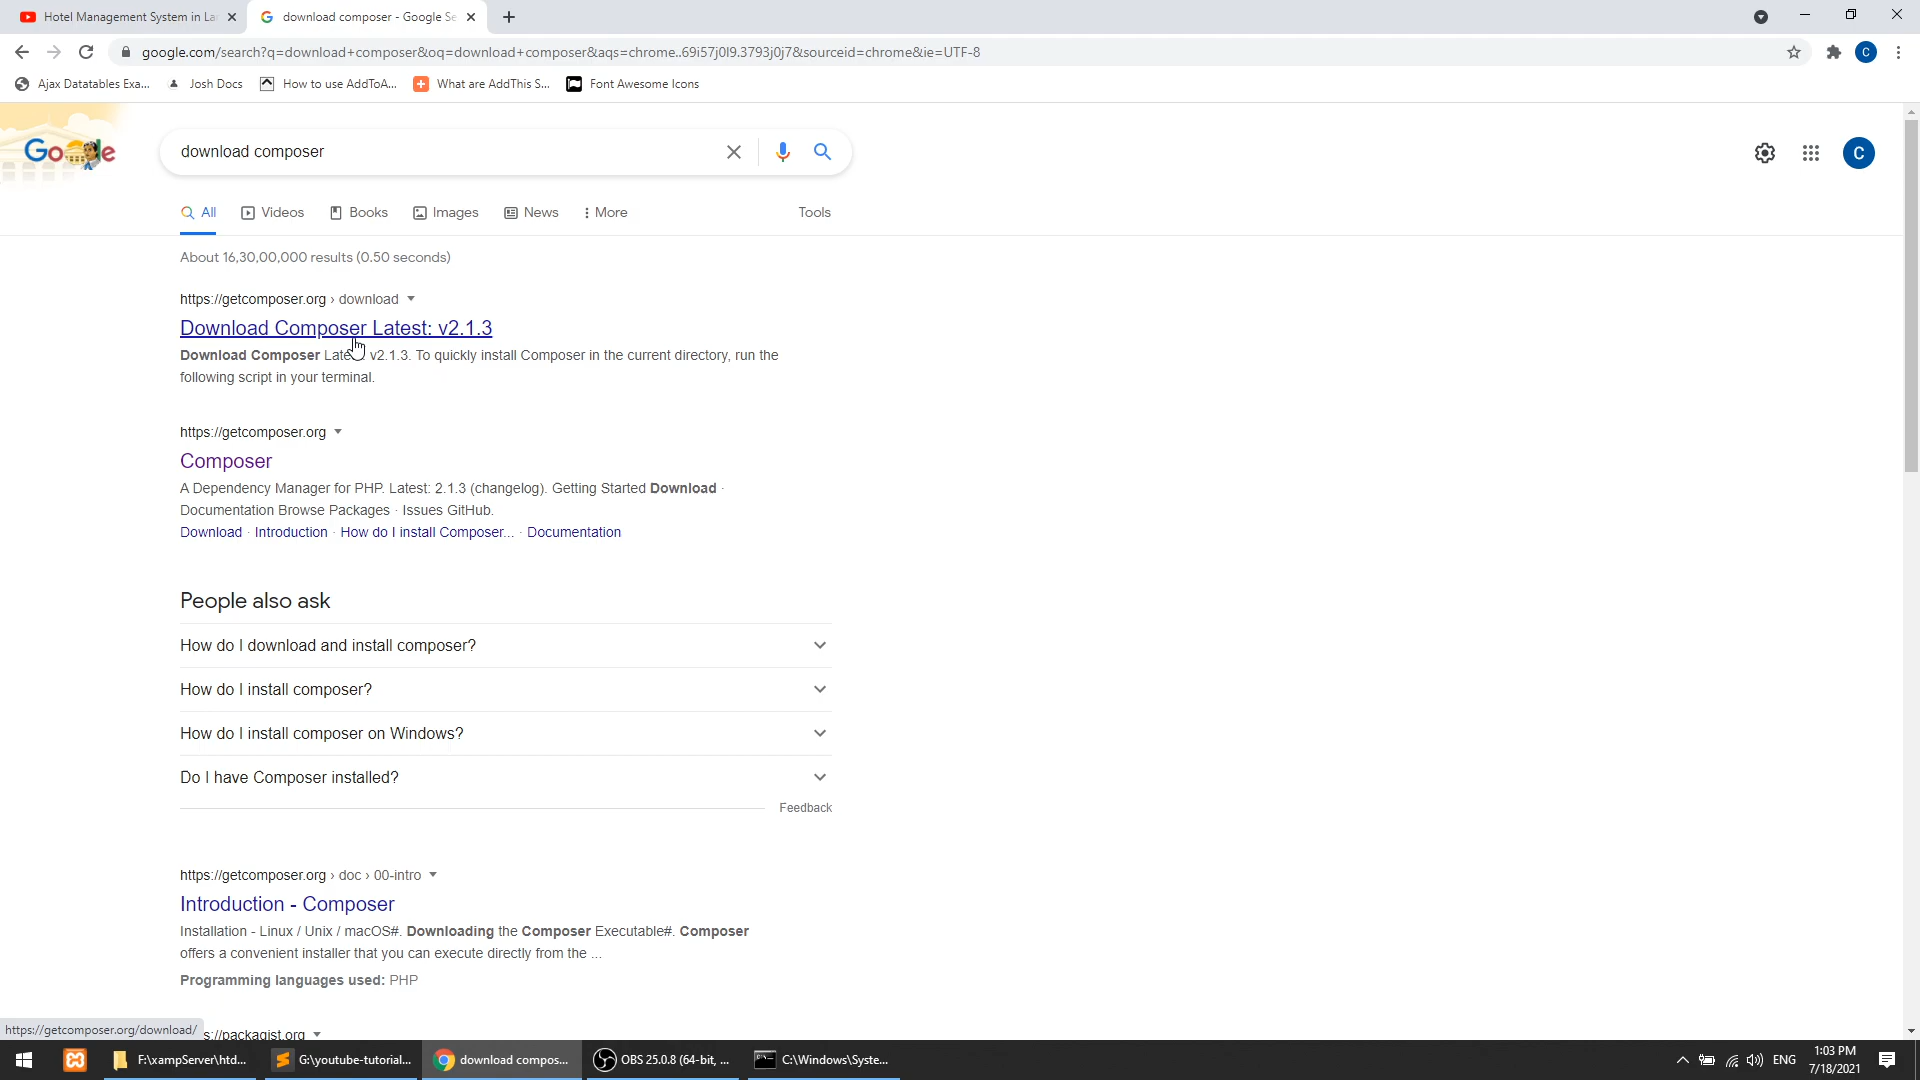 Hotel Management System in La
download composer - Google Se
google.com/search?q=download+composer&oq=download+composer&aqs=chrome..69i57j0l9.3793j0j7&sourceid=chrome&ie=UTF-8
C
Ajax Datatables Exa...
Josh Docs
How to use AddToA...
What are AddThis S...
Font Awesome Icons
Google
download composer
C
All
Videos
Books
Images
News
More
Tools
About 16,30,00,000 results (0.50 seconds)
https://getcomposer.org › download
Download Composer Latest: v2.1.3
Download Composer Latest: v2.1.3. To quickly install Composer in the current directory, run the
following script in your terminal.
https://getcomposer.org
Composer
A Dependency Manager for PHP. Latest: 2.1.3 (changelog). Getting Started Download ·
Documentation Browse Packages · Issues GitHub.
Download · Introduction · How do I install Composer... · Documentation
People also ask
How do I download and install composer?
How do I install composer?
How do I install composer on Windows?
Do I have Composer installed?
Feedback
https://getcomposer.org › doc › 00-intro
Introduction - Composer
Installation - Linux / Unix / macOS#. Downloading the Composer Executable#. Composer
offers a convenient installer that you can execute directly from the ...
Programming languages used: PHP
https://getcomposer.org/download/
s://packagist.org
F:\xampServer\htd...
G:\youtube-tutorial...
download compos...
OBS 25.0.8 (64-bit, ...
C:\Windows\Syste...
ENG
1:03 PM
7/18/2021